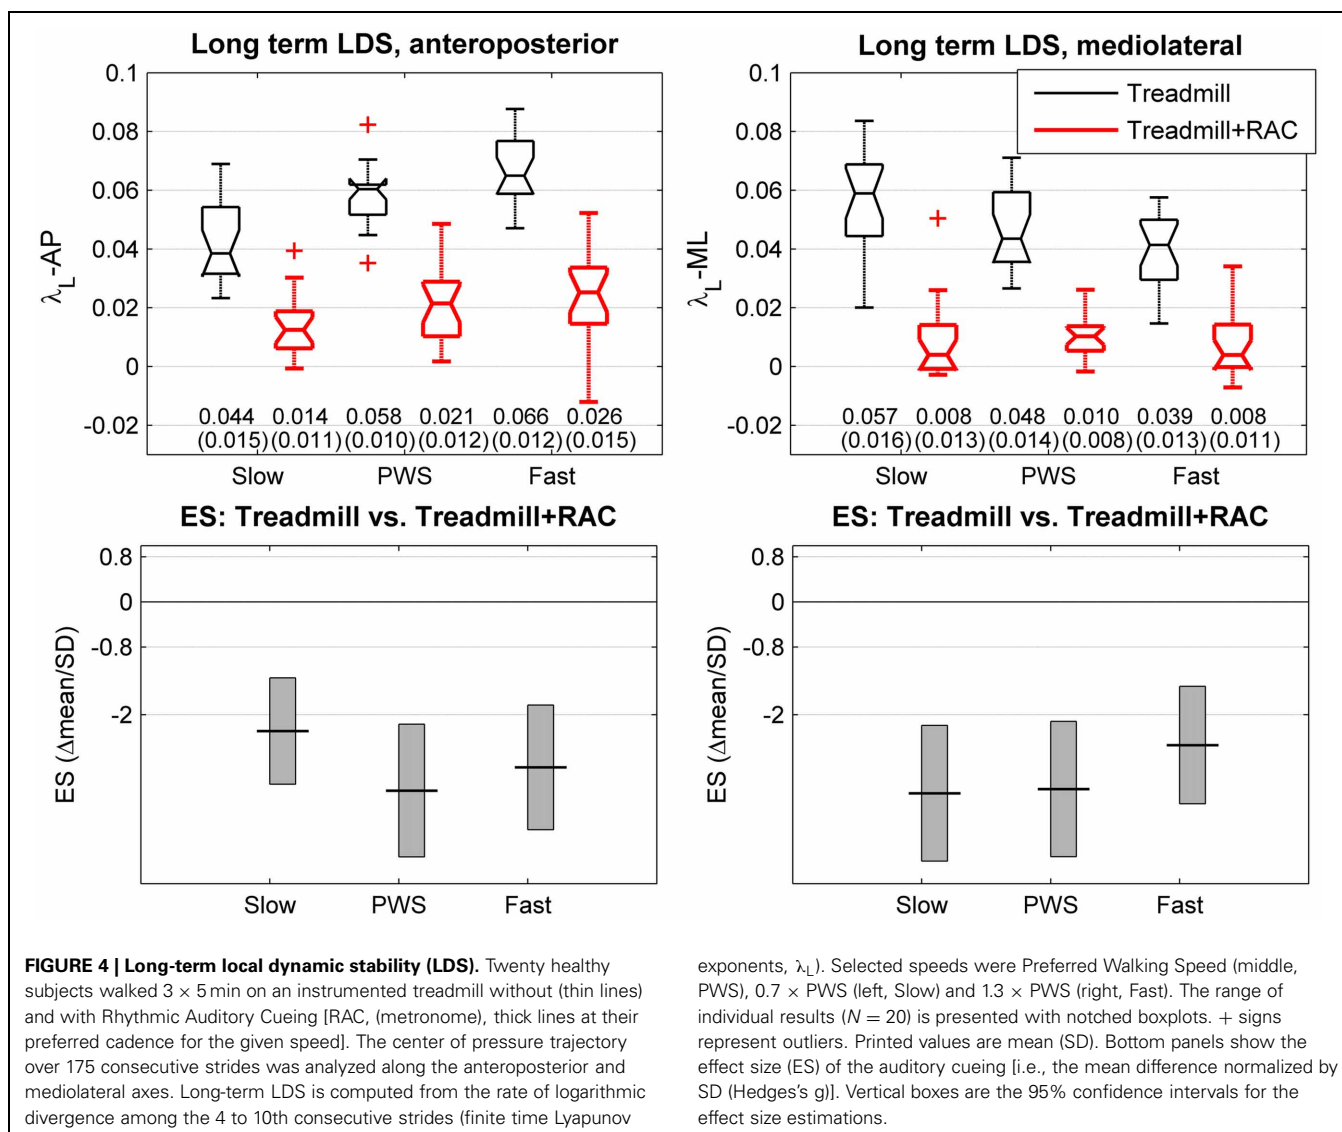 Long term LDS, anteroposterior
0.1
0.08
0.06
0.04
0.02
0
-0.02
λL-AP
0.044 0.014 0.058 0.021 0.066 0.026
(0.015) (0.011) (0.010) (0.012) (0.012) (0.015)
Slow PWS Fast
Long term LDS, mediolateral
Treadmill
Treadmill+RAC
0.1
0.08
0.06
0.04
0.02
0
-0.02
λL-ML
0.057 0.008 0.048 0.010 0.039 0.008
(0.016) (0.013) (0.014) (0.008) (0.013) (0.011)
Slow PWS Fast
ES: Treadmill vs. Treadmill+RAC
0.8
0
-0.8
-2
ES (Δmean/SD)
Slow PWS Fast
ES: Treadmill vs. Treadmill+RAC
0.8
0
-0.8
-2
ES (Δmean/SD)
Slow PWS Fast
FIGURE 4 | Long-term local dynamic stability (LDS). Twenty healthy
subjects walked 3 × 5 min on an instrumented treadmill without (thin lines)
and with Rhythmic Auditory Cueing [RAC, (metronome), thick lines at their
preferred cadence for the given speed]. The center of pressure trajectory
over 175 consecutive strides was analyzed along the anteroposterior and
mediolateral axes. Long-term LDS is computed from the rate of logarithmic
divergence among the 4 to 10th consecutive strides (finite time Lyapunov
exponents, λL). Selected speeds were Preferred Walking Speed (middle,
PWS), 0.7 × PWS (left, Slow) and 1.3 × PWS (right, Fast). The range of
individual results (N = 20) is presented with notched boxplots. + signs
represent outliers. Printed values are mean (SD). Bottom panels show the
effect size (ES) of the auditory cueing [i.e., the mean difference normalized by
SD (Hedges's g)]. Vertical boxes are the 95% confidence intervals for the
effect size estimations.